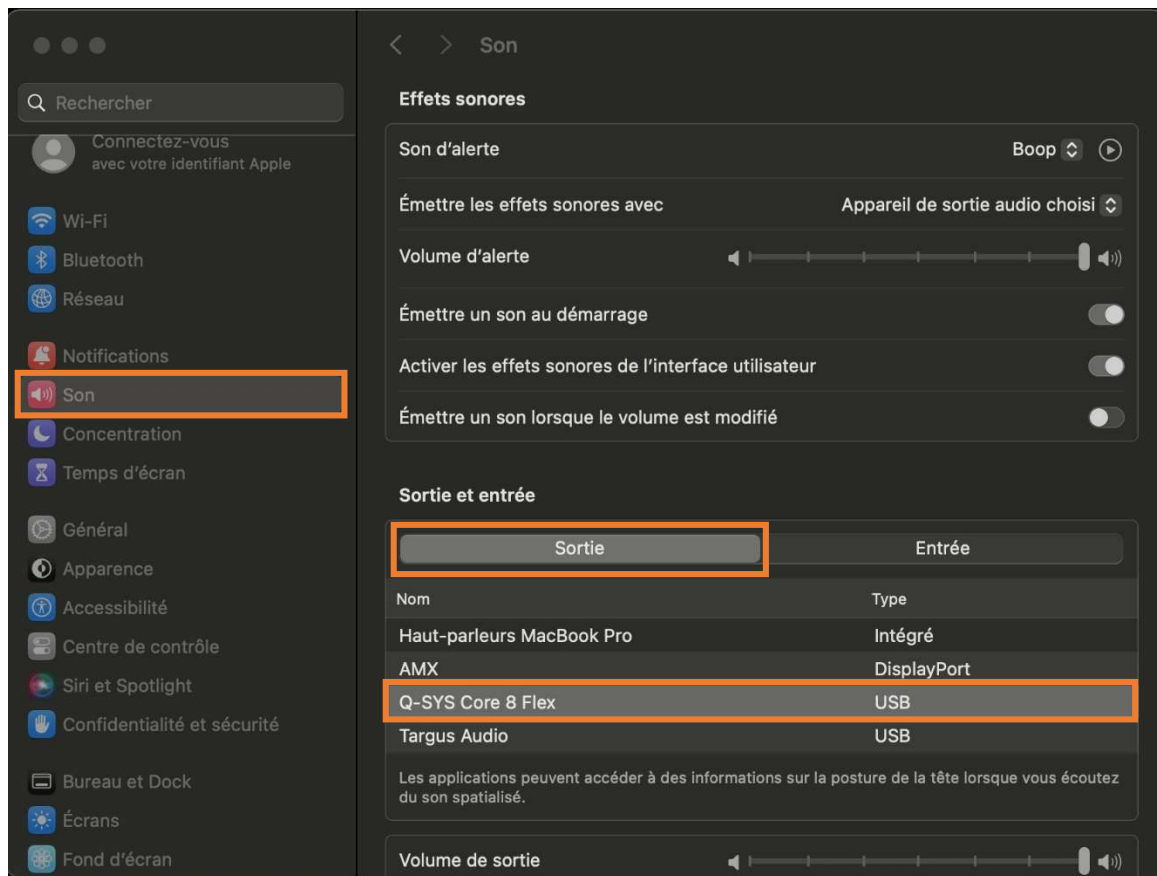 Rechercher
Connectez-vous
avec votre identifiant Apple
Wi-Fi
Bluetooth
Réseau
Notifications
Son
Concentration
Temps d'écran
Général
Apparence
Accessibilité
Centre de contrôle
Siri et Spotlight
Confidentialité et sécurité
Bureau et Dock
Écrans
Fond d'écran
Son
Effets sonores
Son d'alerte Boop
Émettre les effets sonores avec Appareil de sortie audio choisi
Volume d'alerte
Émettre un son au démarrage
Activer les effets sonores de l'interface utilisateur
Émettre un son lorsque le volume est modifié
Sortie et entrée
Sortie Entrée
Nom Type
Haut-parleurs MacBook Pro Intégré
AMX DisplayPort
Q-SYS Core 8 Flex USB
Targus Audio USB
Les applications peuvent accéder à des informations sur la posture de la tête lorsque vous écoutez
du son spatialisé.
Volume de sortie